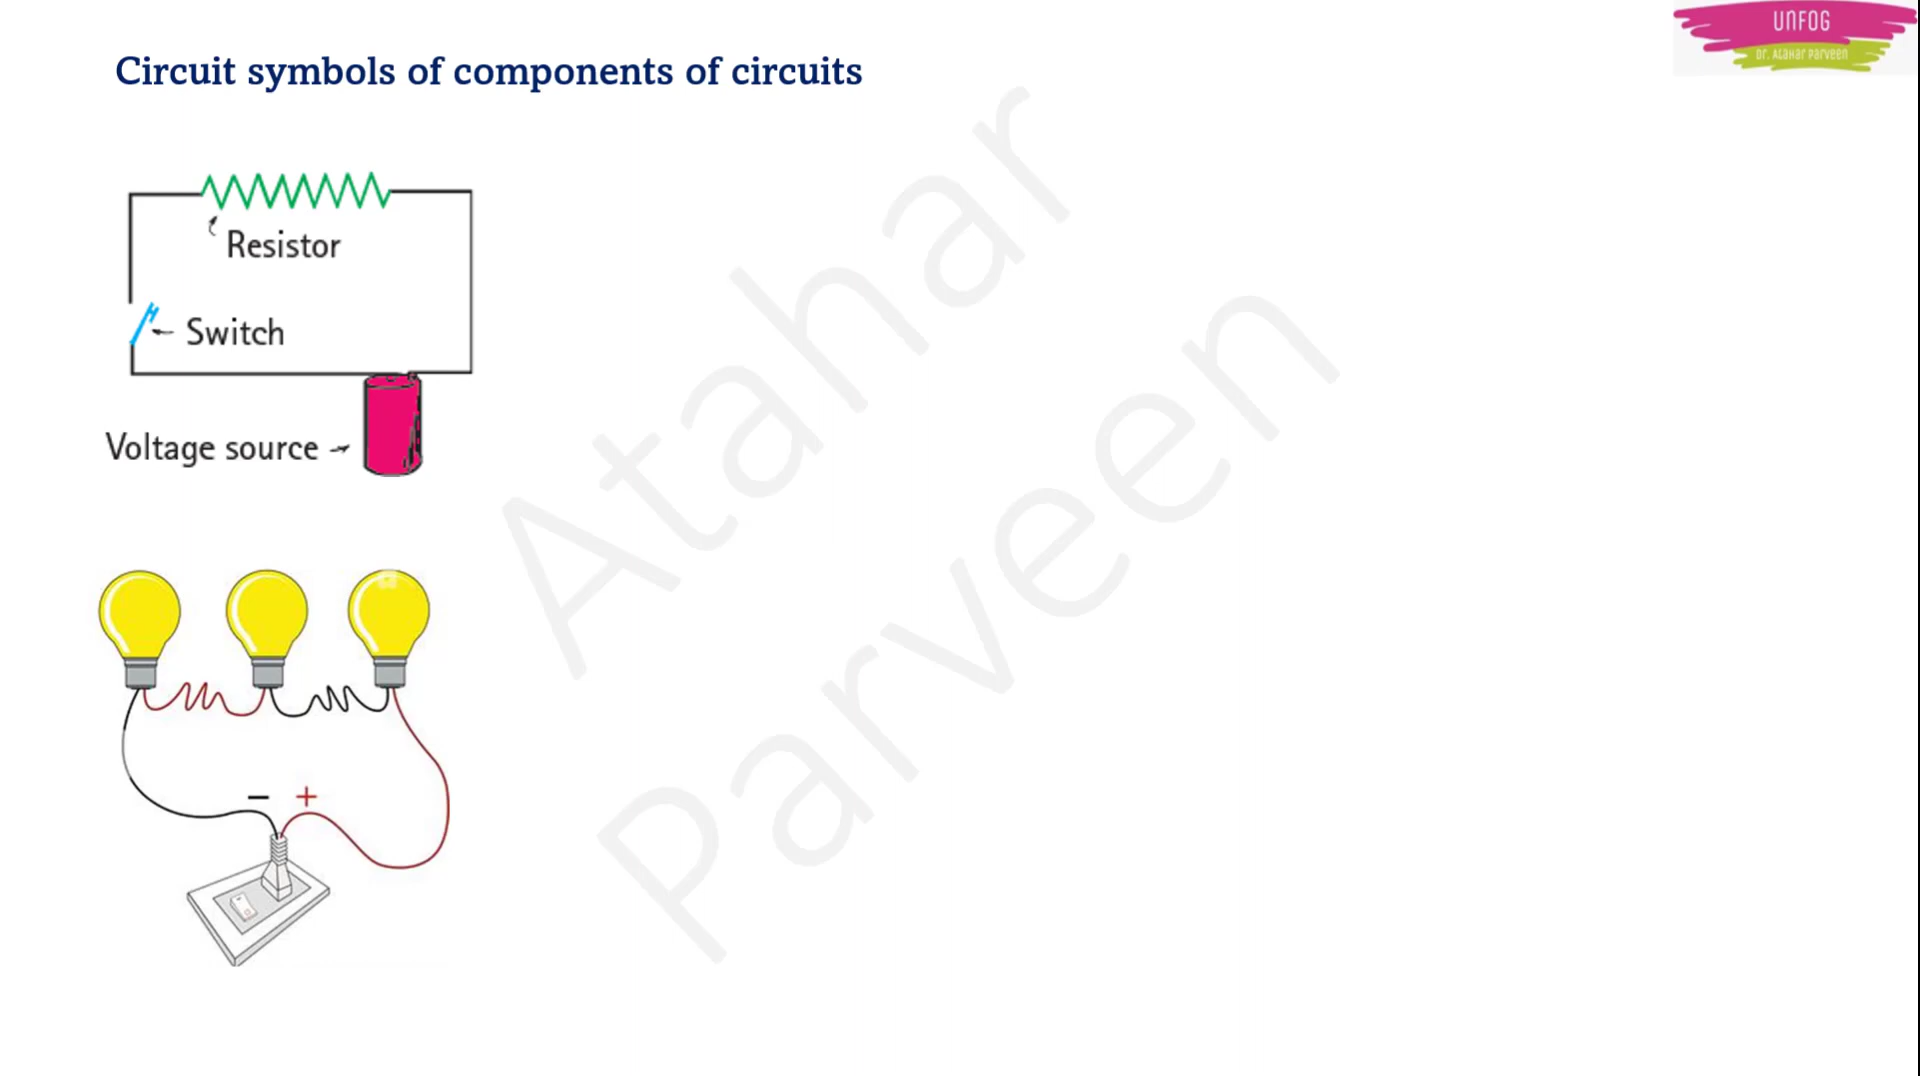 UNFOG
Dr. Atahar Parveen
Circuit symbols of components of circuits
Resistor
Switch
Voltage source
− +
Atahar
Parveen